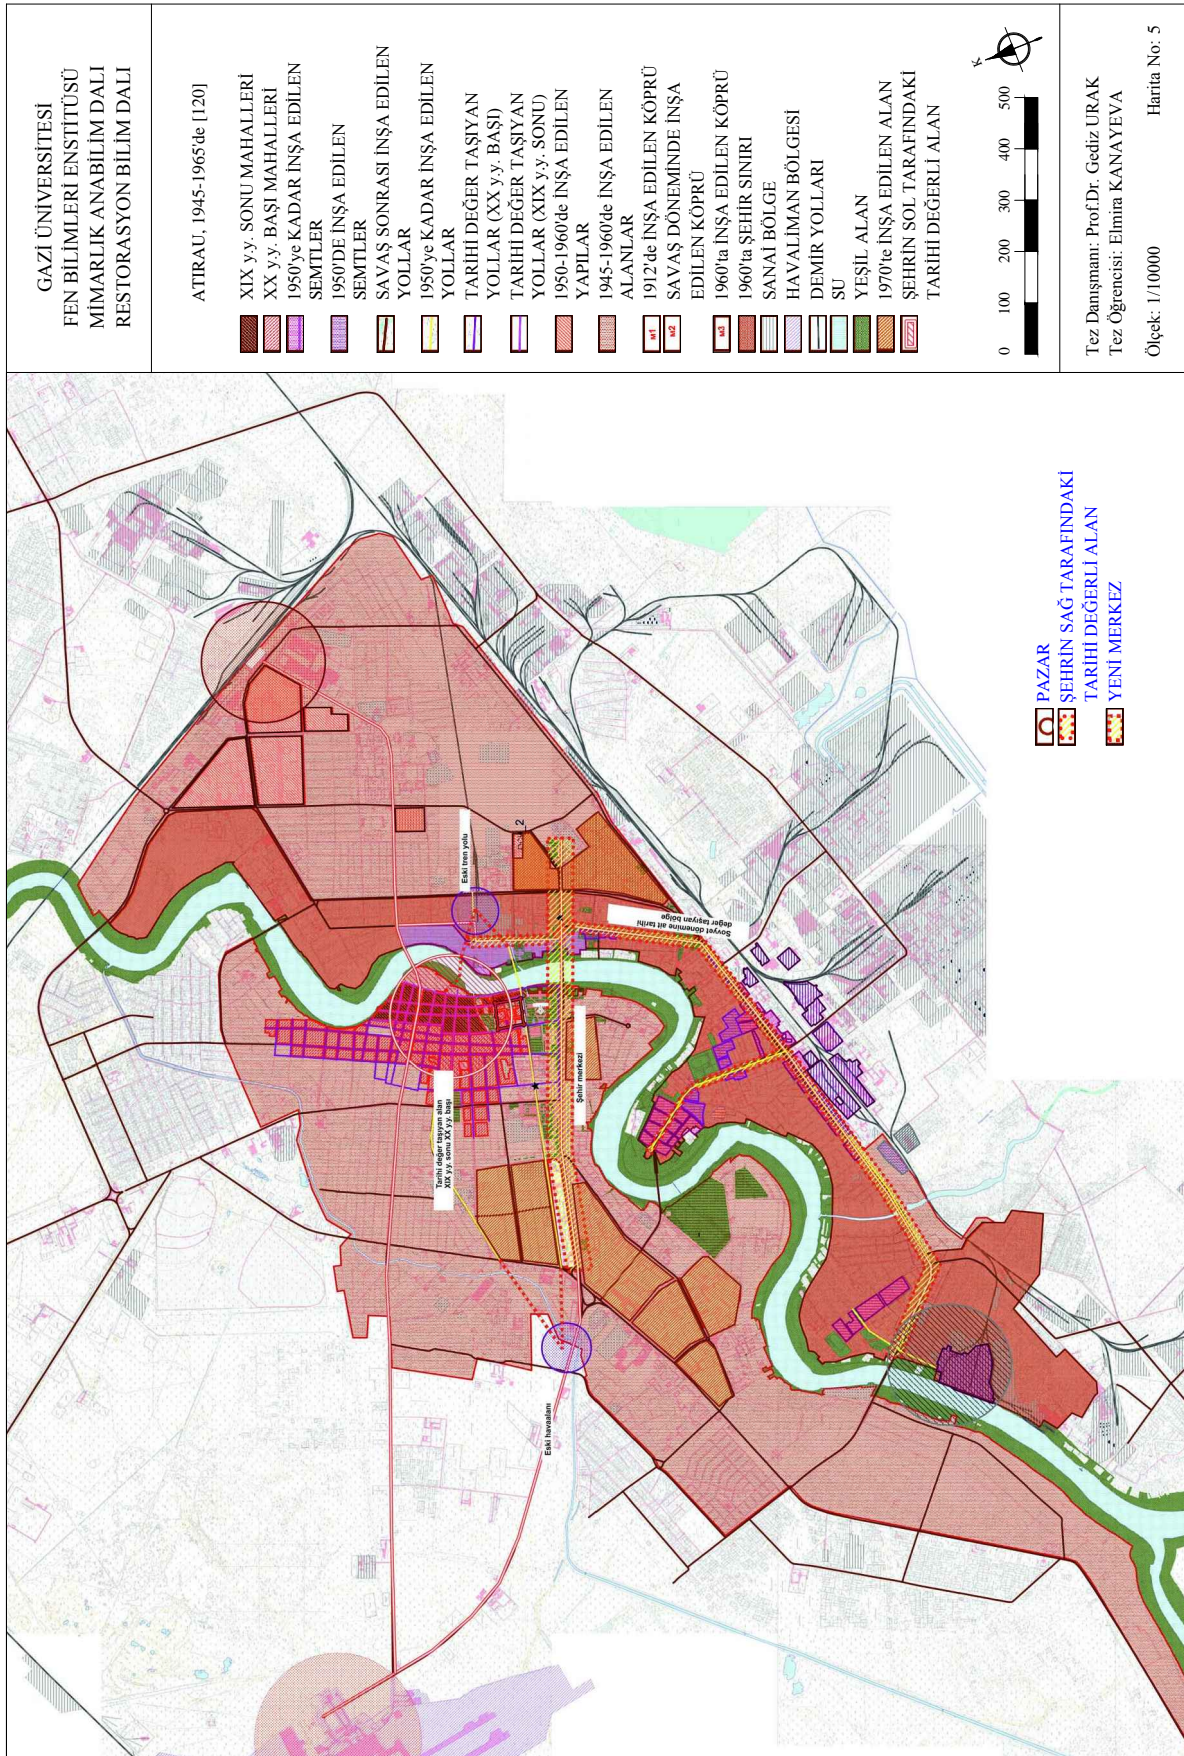 GAZİ ÜNİVERSİTESİ
FEN BİLİMLERİ ENSTİTÜSÜ
MİMARLIK ANABİLİM DALI
RESTORASYON BİLİM DALI
ATIRAU, 1945-1965'de [120]
XIX y.y. SONU MAHALLERİ
XX y.y. BAŞI MAHALLERİ
1950'ye KADAR İNŞA EDİLEN
SEMTLER
1950'DE İNŞA EDİLEN
SEMTLER
SAVAŞ SONRASI İNŞA EDİLEN
YOLLAR
1950'ye KADAR İNŞA EDİLEN
YOLLAR
TARİHİ DEĞER TAŞIYAN
YOLLAR (XX y.y. BAŞI)
TARİHİ DEĞER TAŞIYAN
YOLLAR (XIX y.y. SONU)
1950-1960'de İNŞA EDİLEN
YAPILAR
1945-1960'de İNŞA EDİLEN
ALANLAR
м1 1912'de İNŞA EDİLEN KÖPRÜ
м2 SAVAŞ DÖNEMİNDE INŞA
EDİLEN KÖPRÜ
м3 1960'ta İNŞA EDİLEN KÖPRÜ
1960'ta ŞEHİR SINIRI
SANAİ BÖLGE
HAVALİMAN BÖLGESİ
DEMİR YOLLARI
SU
YEŞİL ALAN
1970'te İNŞA EDİLEN ALAN
ŞEHRİN SOL TARAFINDAKİ
TARİHİ DEĞERLİ ALAN
0 100 200 300 400 500
K
Tez Danışmanı: Prof.Dr. Gediz URAK
Tez Öğrencisi: Elmira KANAYEVA
Ölçek: 1/10000 Harita No: 5
PAZAR
ŞEHRİN SAĞ TARAFINDAKİ
TARİHİ DEĞERLİ ALAN
YENİ MERKEZ
Eski tren yolu
2
Sovyet dönemine ait tarihi
değer taşıyan bölge
Şehir merkezi
Tarihi değer taşıyan alan
XIX y.y. sonu XX y.y. başı
Eski havaalanı